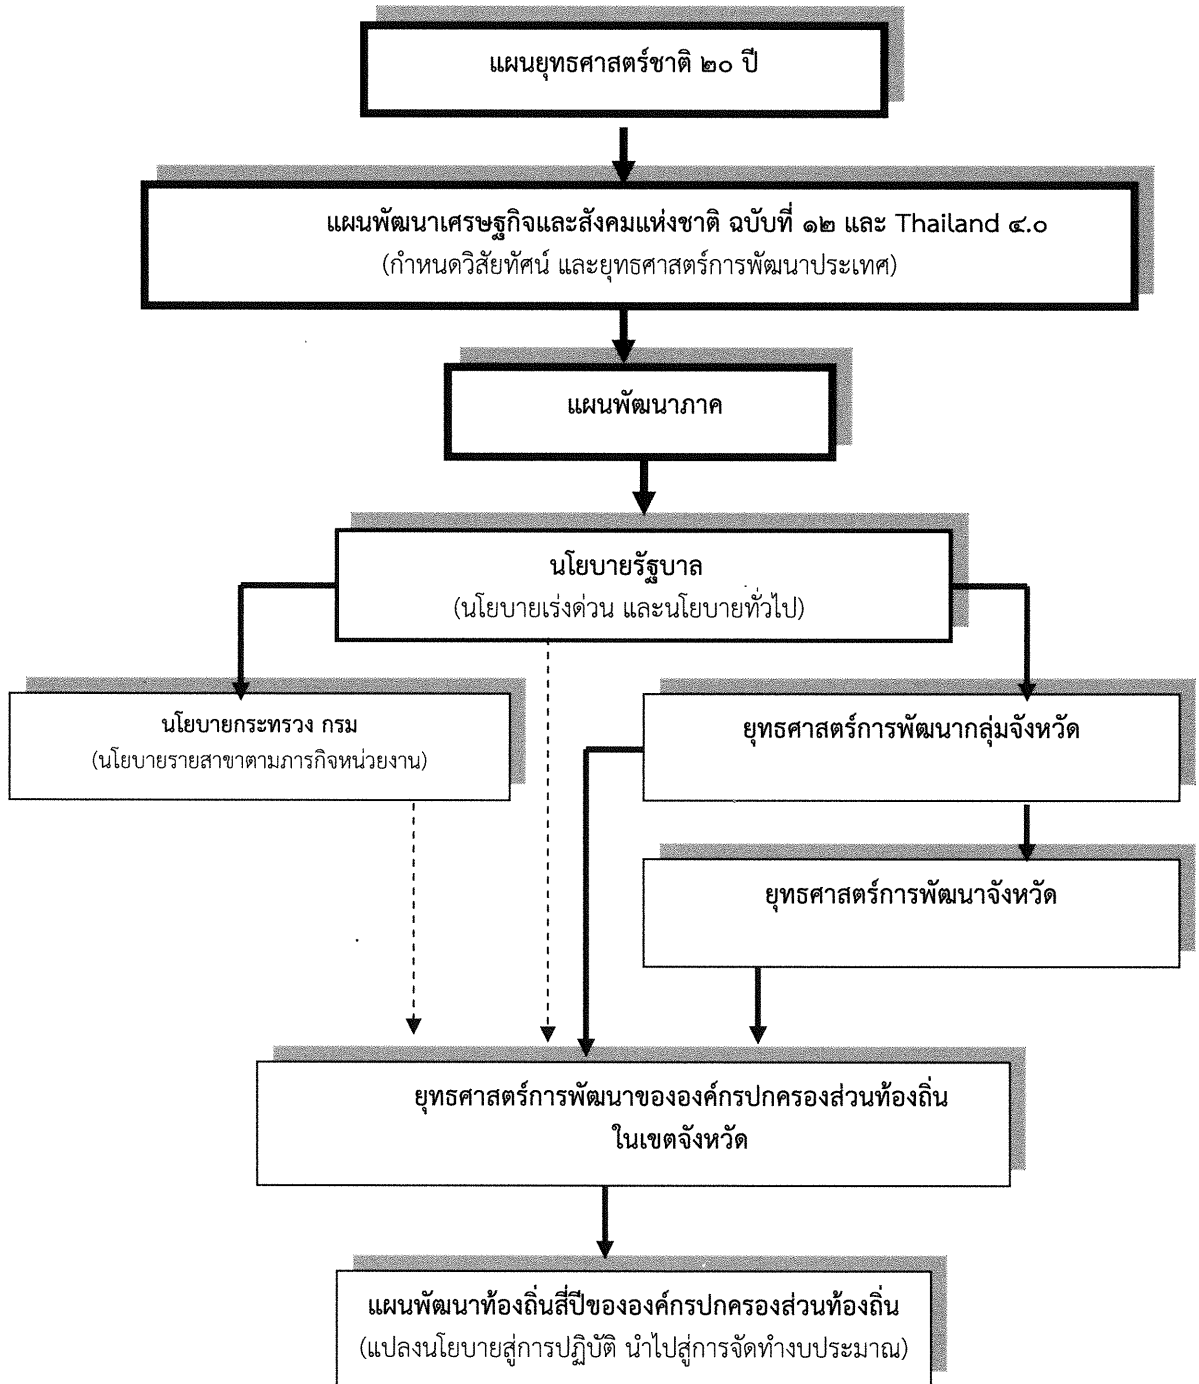 แผนยุทธศาสตร์ชาติ ๒๐ ปี
แผนพัฒนาเศรษฐกิจและสังคมแห่งชาติ ฉบับที่ ๑๒ และ Thailand ๔.๐
(กำหนดวิสัยทัศน์ และยุทธศาสตร์การพัฒนาประเทศ)
แผนพัฒนาภาค
นโยบายรัฐบาล
(นโยบายเร่งด่วน และนโยบายทั่วไป)
นโยบายกระทรวง กรม
(นโยบายรายสาขาตามภารกิจหน่วยงาน)
ยุทธศาสตร์การพัฒนากลุ่มจังหวัด
ยุทธศาสตร์การพัฒนาจังหวัด
ยุทธศาสตร์การพัฒนาขององค์กรปกครองส่วนท้องถิ่น
ในเขตจังหวัด
แผนพัฒนาท้องถิ่นสี่ปีขององค์กรปกครองส่วนท้องถิ่น
(แปลงนโยบายสู่การปฏิบัติ นำไปสู่การจัดทำงบประมาณ)